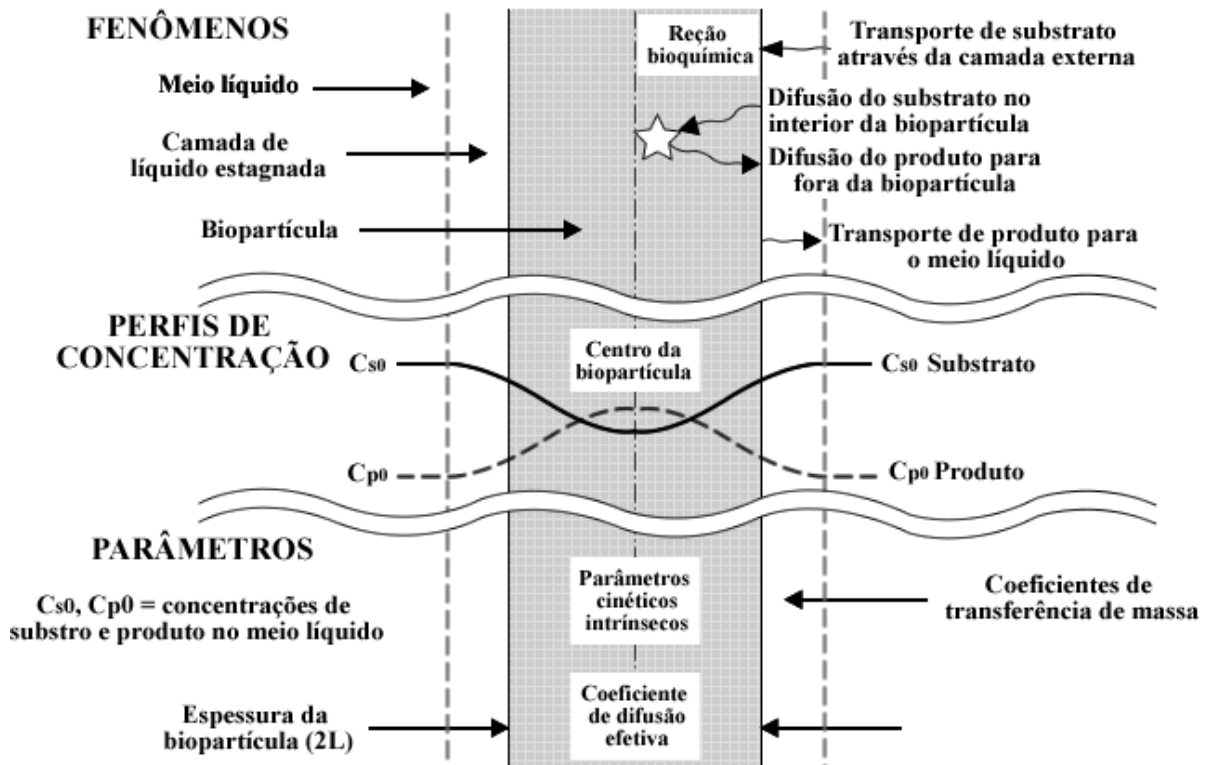 FENÔMENOS
Meio líquido
Camada de
líquido estagnada
Biopartícula
Reção
bioquímica
Transporte de substrato
através da camada externa
Difusão do substrato no
interior da biopartícula
Difusão do produto para
fora da biopartícula
Transporte de produto para
o meio líquido
PERFIS DE
CONCENTRAÇÃO
Cs0
Centro da
biopartícula
Cs0 Substrato
Cp0
Cp0 Produto
PARÂMETROS
Cs0, Cp0 = concentrações de
substro e produto no meio líquido
Parâmetros
cinéticos
intrínsecos
Coeficientes de
transferência de massa
Espessura da
biopartícula (2L)
Coeficiente
de difusão
efetiva